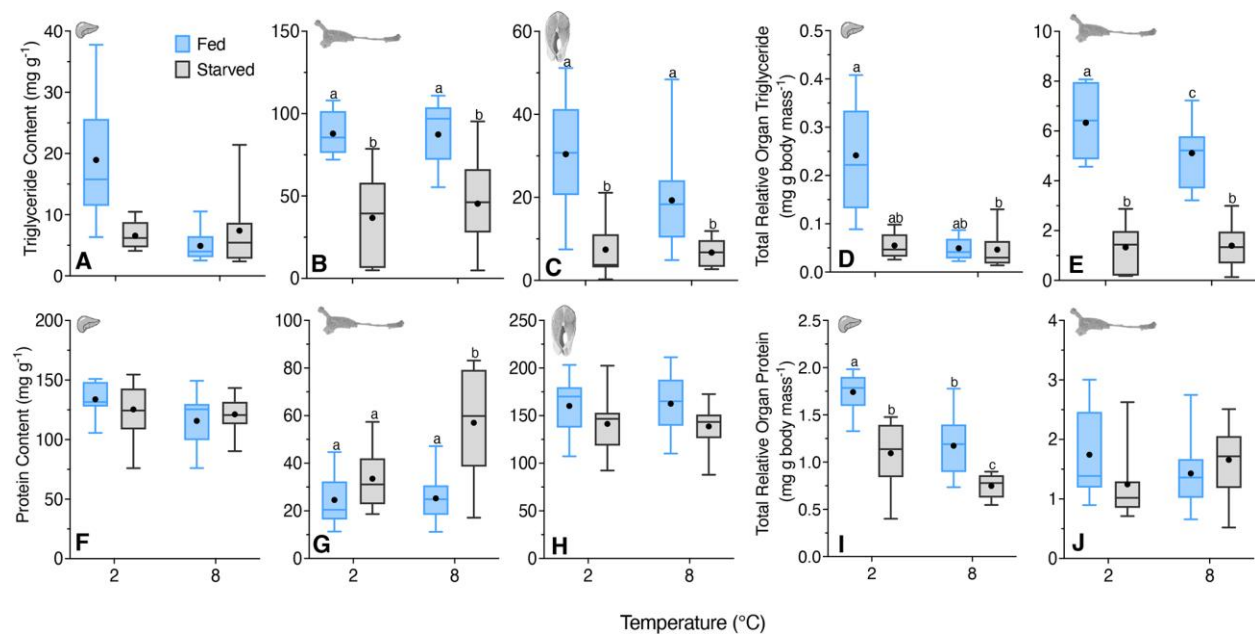 Triglyceride Content (mg g-1)
40
30
20
10
0
A
Fed
Starved
150
100
50
0
B
a
b
a
b
60
40
20
0
C
a
b
a
b
Total Relative Organ Triglyceride
(mg g body mass-1)
0.5
0.4
0.3
0.2
0.1
0.0
D
a
ab
ab
b
10
8
6
4
2
0
E
a
b
c
b
Protein Content (mg g-1)
200
150
100
50
0
F
2
8
100
80
60
40
20
0
G
a
a
a
b
2
8
250
200
150
100
50
0
H
2
8
Total Relative Organ Protein
(mg g body mass-1)
2.5
2.0
1.5
1.0
0.5
0.0
I
a
b
b
c
2
8
4
3
2
1
0
J
2
8
Temperature (°C)